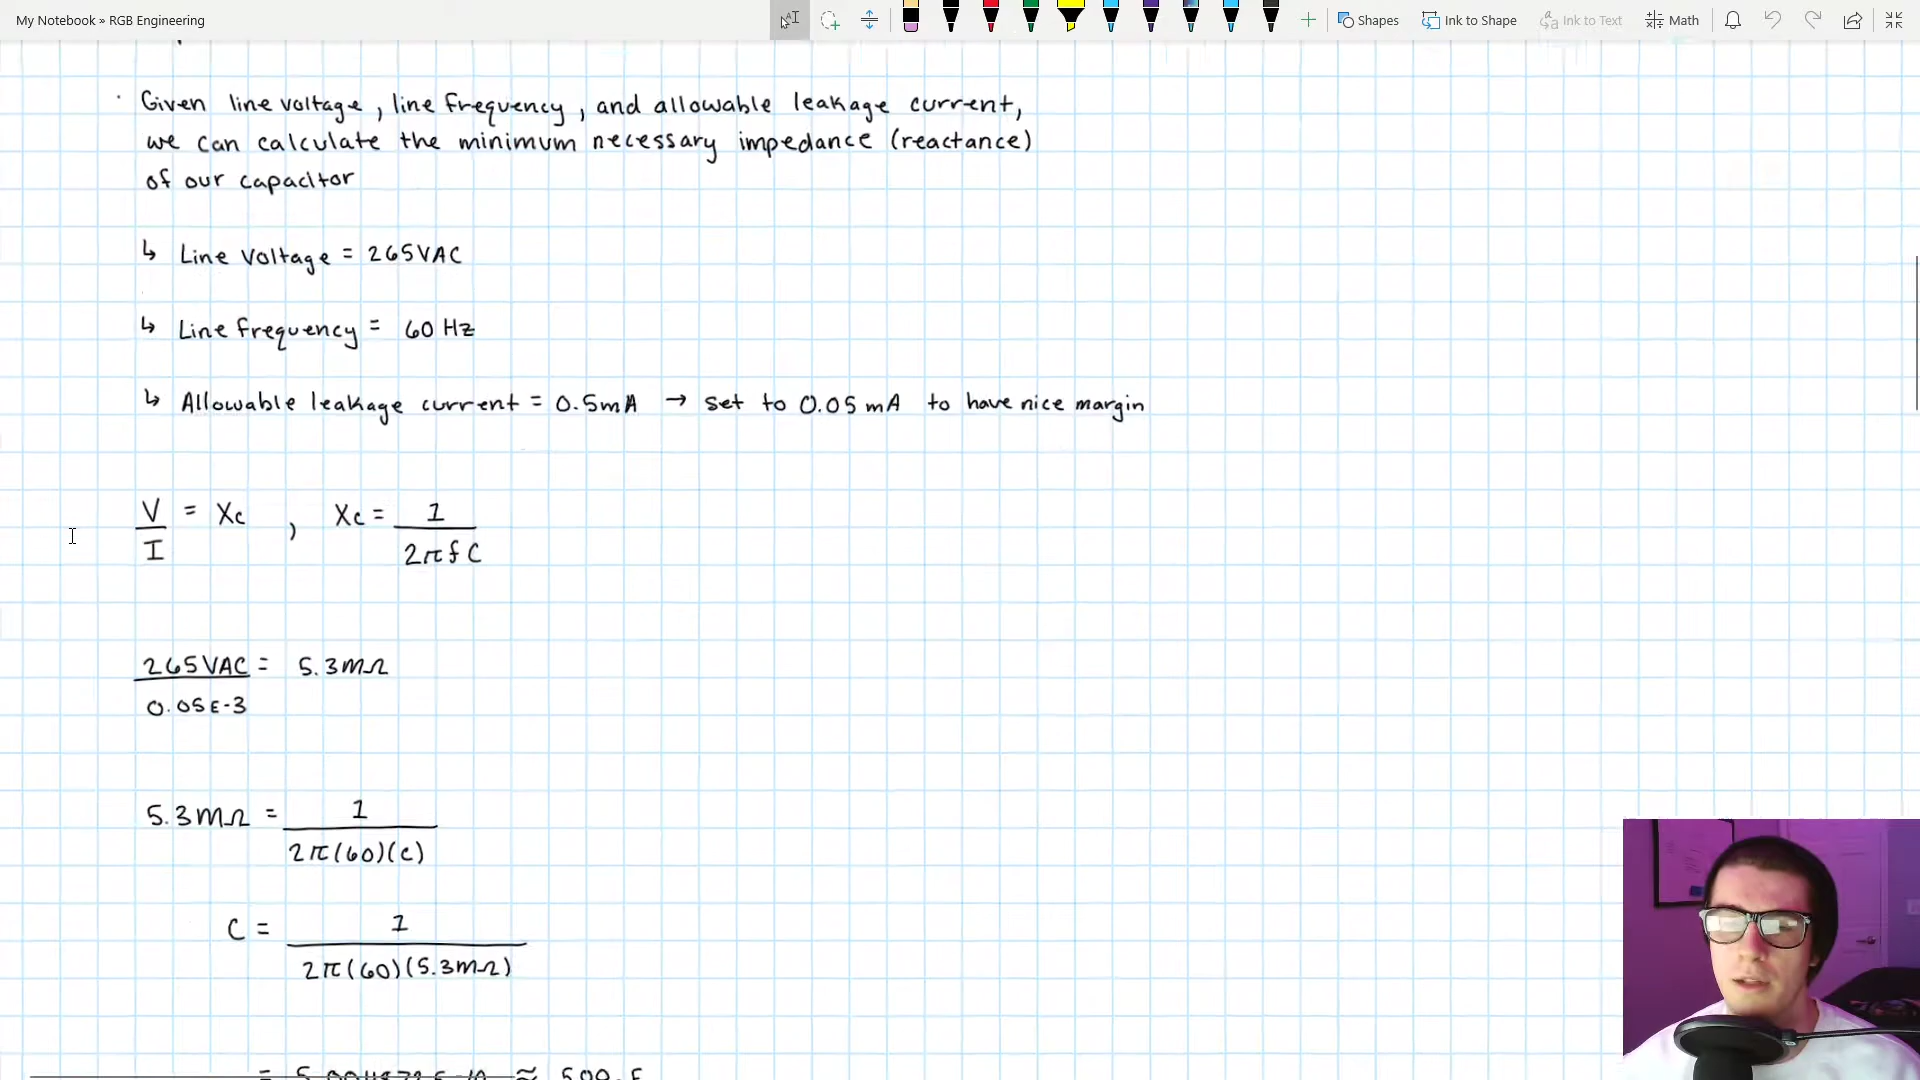 My Notebook » RGB Engineering
Shapes
Ink to Shape
Ink to Text
Math
· Given line voltage, line frequency, and allowable leakage current,
we can calculate the minimum necessary impedance (reactance)
of our capacitor
↳ Line Voltage = 265VAC
↳ Line frequency = 60 Hz
↳ Allowable leakage current = 0.5mA → set to 0.05 mA to have nice margin
V/I = Xc , Xc = 1/2πfC
265VAC/0.05E-3 = 5.3MΩ
5.3MΩ = 1/2π(60)(C)
C = 1/2π(60)(5.3MΩ)